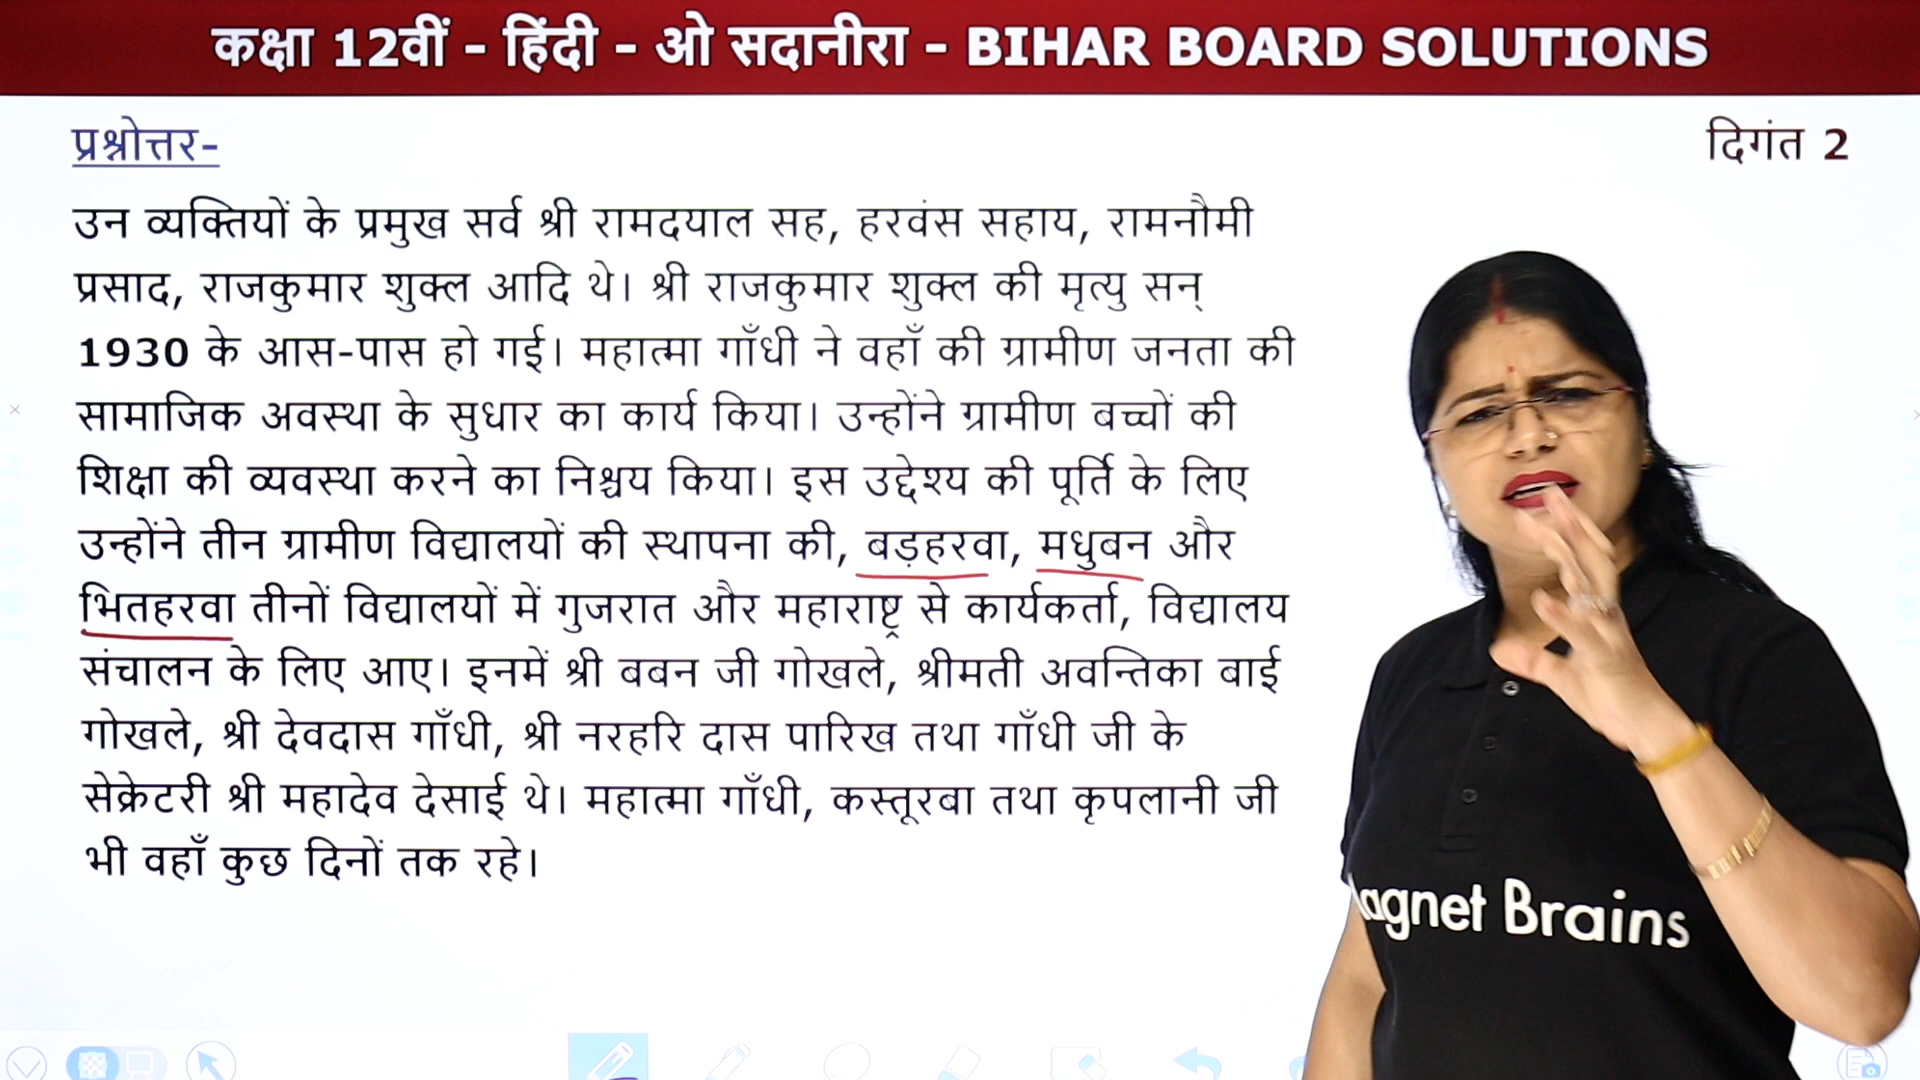 कक्षा 12वीं - हिंदी - ओ सदानीरा - BIHAR BOARD SOLUTIONS
प्रश्नोत्तर-
दिगंत 2
उन व्यक्तियों के प्रमुख सर्व श्री रामदयाल सह, हरवंस सहाय, रामनौमी
प्रसाद, राजकुमार शुक्ल आदि थे। श्री राजकुमार शुक्ल की मृत्यु सन्
1930 के आस-पास हो गई। महात्मा गाँधी ने वहाँ की ग्रामीण जनता की
सामाजिक अवस्था के सुधार का कार्य किया। उन्होंने ग्रामीण बच्चों की
शिक्षा की व्यवस्था करने का निश्चय किया। इस उद्देश्य की पूर्ति के लिए
उन्होंने तीन ग्रामीण विद्यालयों की स्थापना की, बड़हरवा, मधुबन और
भितहरवा तीनों विद्यालयों में गुजरात और महाराष्ट्र से कार्यकर्ता, विद्यालय
संचालन के लिए आए। इनमें श्री बबन जी गोखले, श्रीमती अवन्तिका बाई
गोखले, श्री देवदास गाँधी, श्री नरहरि दास पारिख तथा गाँधी जी के
सेक्रेटरी श्री महादेव देसाई थे। महात्मा गाँधी, कस्तूरबा तथा कृपलानी जी
भी वहाँ कुछ दिनों तक रहे।
agnet Brains